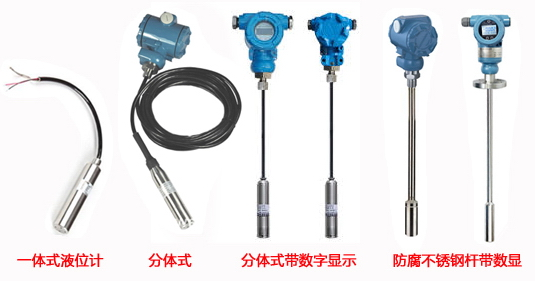 一体式液位计
分体式
分体式带数字显示
防腐不锈钢杆带数显